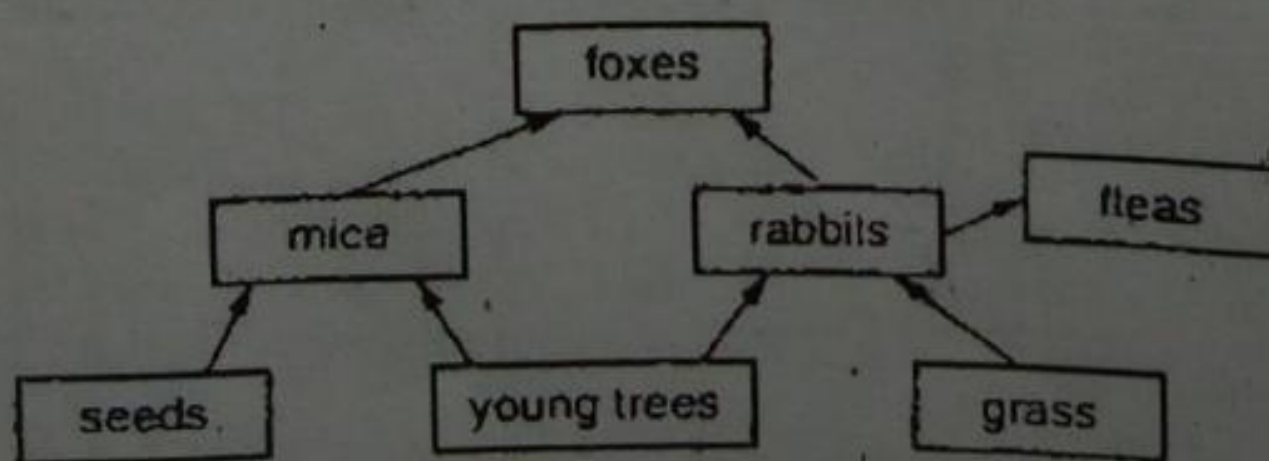 foxes
mice
rabbits
fleas
seeds
young trees
grass